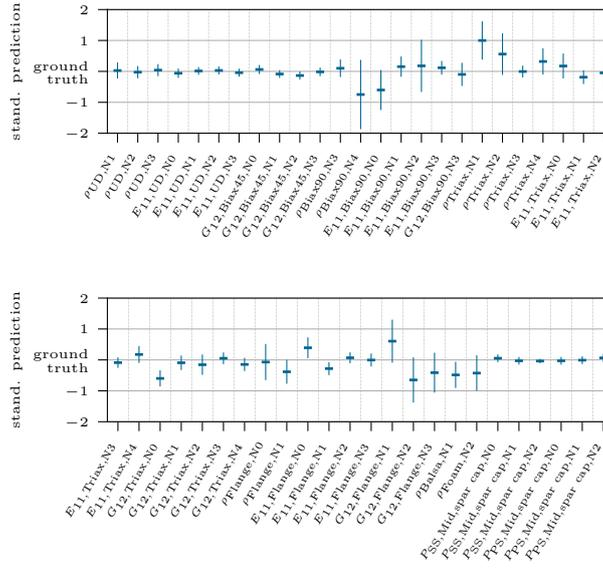 stand. prediction
2
1
ground
truth
−1
−2
ρUD,N1
ρUD,N2
ρUD,N3
E11,UD,N0
E11,UD,N1
E11,UD,N2
E11,UD,N3
G12,Biax45,N0
G12,Biax45,N1
G12,Biax45,N2
G12,Biax45,N3
ρBiax90,N3
ρBiax90,N4
E11,Biax90,N0
E11,Biax90,N1
E11,Biax90,N2
E11,Biax90,N3
G12,Biax90,N3
ρTriax,N1
ρTriax,N2
ρTriax,N3
ρTriax,N4
E11,Triax,N0
E11,Triax,N1
E11,Triax,N2
stand. prediction
2
1
ground
truth
−1
−2
E11,Triax,N3
E11,Triax,N4
G12,Triax,N0
G12,Triax,N1
G12,Triax,N2
G12,Triax,N3
G12,Triax,N4
ρFlange,N0
ρFlange,N1
E11,Flange,N0
E11,Flange,N1
E11,Flange,N2
E11,Flange,N3
G12,Flange,N1
G12,Flange,N2
G12,Flange,N3
ρBalsa,N1
ρFoam,N2
PSS,Mid,spar cap,N0
PSS,Mid,spar cap,N1
PSS,Mid,spar cap,N2
PPS,Mid,spar cap,N0
PPS,Mid,spar cap,N1
PPS,Mid,spar cap,N2